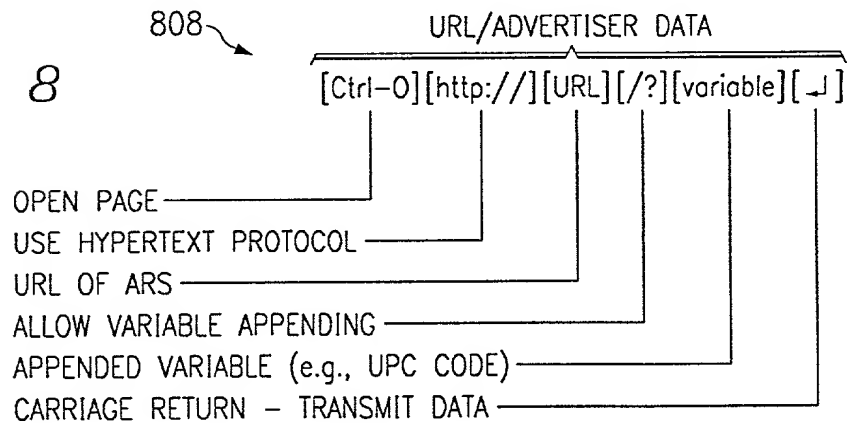 808
URL/ADVERTISER DATA
8
[Ctrl-O][http://][URL][/?][variable][↵]
OPEN PAGE
USE HYPERTEXT PROTOCOL
URL OF ARS
ALLOW VARIABLE APPENDING
APPENDED VARIABLE (e.g., UPC CODE)
CARRIAGE RETURN - TRANSMIT DATA